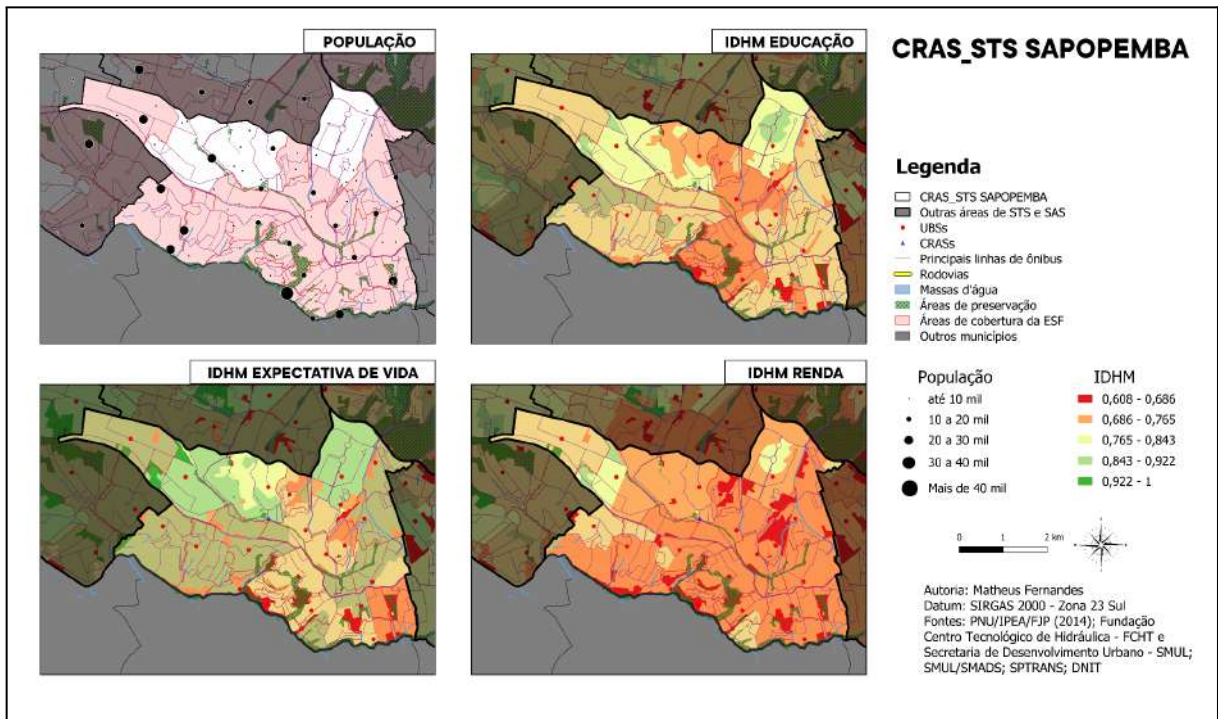 POPULAÇÃO
IDHM EDUCAÇÃO
CRAS_STS SAPOPEMBA
IDHM EXPECTATIVA DE VIDA
IDHM RENDA
Legenda
CRAS_STS SAPOPEMBA
Outras áreas de STS e SAS
UBSs
CRASs
Principais linhas de ônibus
Rodovias
Massas d'água
Áreas de preservação
Áreas de cobertura da ESF
Outros municípios
População
até 10 mil
10 a 20 mil
20 a 30 mil
30 a 40 mil
Mais de 40 mil
IDHM
0,608 - 0,686
0,686 - 0,765
0,765 - 0,843
0,843 - 0,922
0,922 - 1
0 1 2 km
Autoria: Matheus Fernandes
Datum: SIRGAS 2000 - Zona 23 Sul
Fontes: PNU/IPEA/FJP (2014); Fundação
Centro Tecnológico de Hidráulica - FCHT e
Secretaria de Desenvolvimento Urbano - SMUL;
SMUL/SMADS; SPTRANS; DNIT